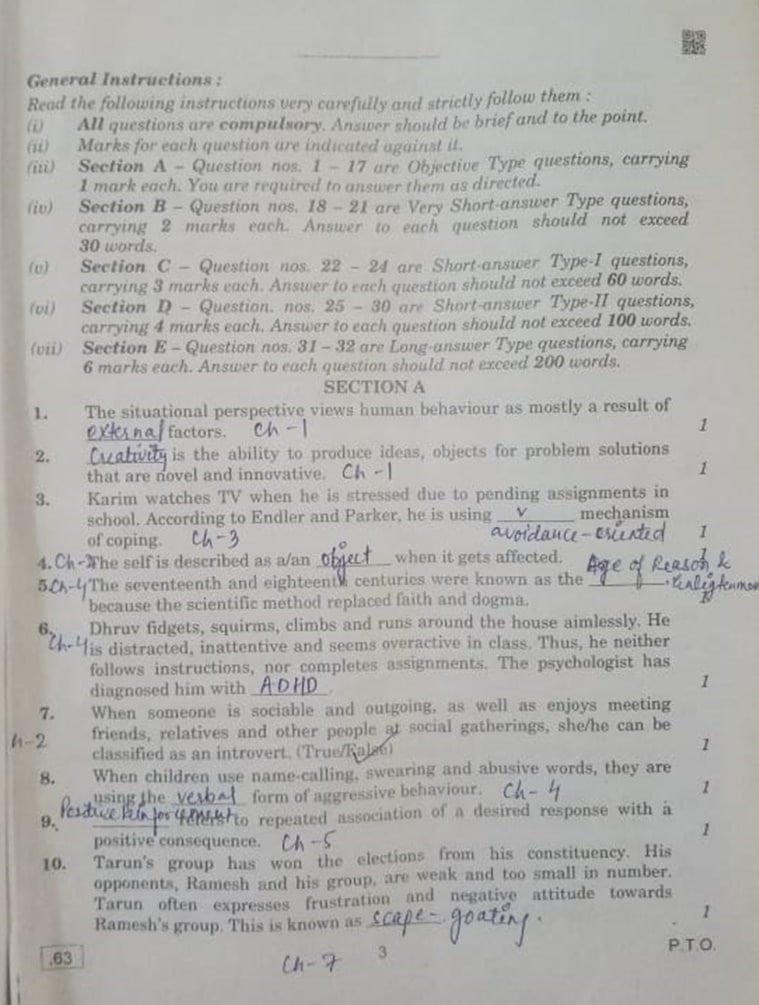 General Instructions :
Read the following instructions very carefully and strictly follow them :
(i) All questions are compulsory. Answer should be brief and to the point.
(ii) Marks for each question are indicated against it.
(iii) Section A – Question nos. 1 – 17 are Objective Type questions, carrying
1 mark each. You are required to answer them as directed.
(iv) Section B – Question nos. 18 – 21 are Very Short-answer Type questions,
carrying 2 marks each. Answer to each question should not exceed
30 words.
(v) Section C – Question nos. 22 – 24 are Short-answer Type-I questions,
carrying 3 marks each. Answer to each question should not exceed 60 words.
(vi) Section D – Question. nos. 25 – 30 are Short-answer Type-II questions,
carrying 4 marks each. Answer to each question should not exceed 100 words.
(vii) Section E – Question nos. 31 – 32 are Long-answer Type questions, carrying
6 marks each. Answer to each question should not exceed 200 words.
SECTION A
1. The situational perspective views human behaviour as mostly a result of
external factors. Ch-1 1
2. Creativity is the ability to produce ideas, objects for problem solutions
that are novel and innovative. Ch-1 1
3. Karim watches TV when he is stressed due to pending assignments in
school. According to Endler and Parker, he is using ____ mechanism
of coping. Ch-3 avoidance-oriented 1
4. The self is described as a/an object when it gets affected. 1
Age of Reason &
5. Ch-4 The seventeenth and eighteenth centuries were known as the ____.
because the scientific method replaced faith and dogma.
6. Dhruv fidgets, squirms, climbs and runs around the house aimlessly. He
Ch-4 is distracted, inattentive and seems overactive in class. Thus, he neither
follows instructions, nor completes assignments. The psychologist has
diagnosed him with ADHD. 1
7. When someone is sociable and outgoing, as well as enjoys meeting
friends, relatives and other people at social gatherings, she/he can be
h-2 classified as an introvert. (True/False) 1
8. When children use name-calling, swearing and abusive words, they are
using the verbal form of aggressive behaviour. Ch-4 1
9. Positive Reinforcement refers to repeated association of a desired response with a
positive consequence. Ch-5 1
10. Tarun's group has won the elections from his constituency. His
opponents, Ramesh and his group, are weak and too small in number.
Tarun often expresses frustration and negative attitude towards
Ramesh's group. This is known as scape-goating. 1
.63 Ch-7 3 P.T.O.